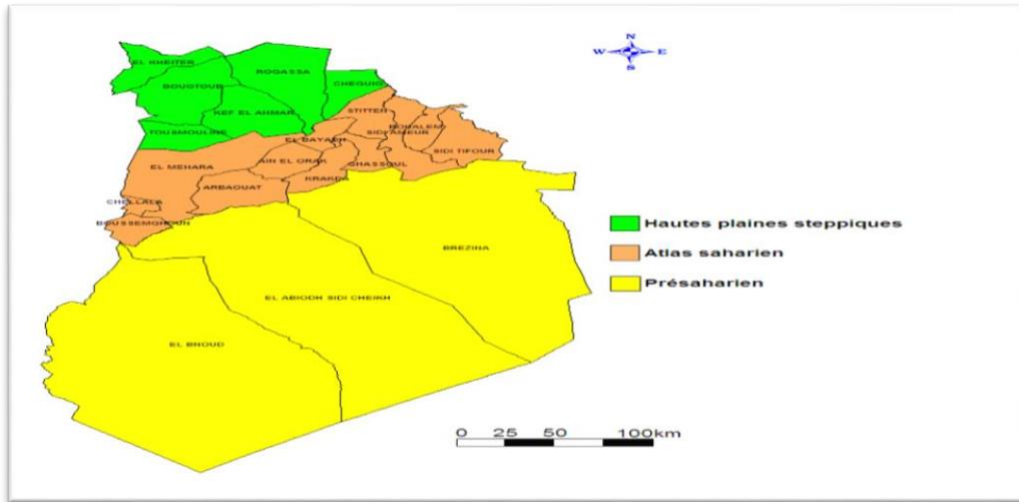 N
W E
S
EL KHEITER
ROGASSA
BOUGTOUB
CHEGUIG
KEF EL AHMAR
STITTEN
BOUALEM
TOUSMOULINE
SIDI AMEUR
EL BAYADH
SIDI TIFOUR
EL MEHARA
AIN EL ORAK
GHASSOUL
KRAKDA
ARBAOUAT
CHELLALA
BOUSSEMGHOUN
BREZINA
EL ABIODH SIDI CHEIKH
EL BNOUD
Hautes plaines steppiques
Atlas saharien
Présaharien
0 25 50 100km